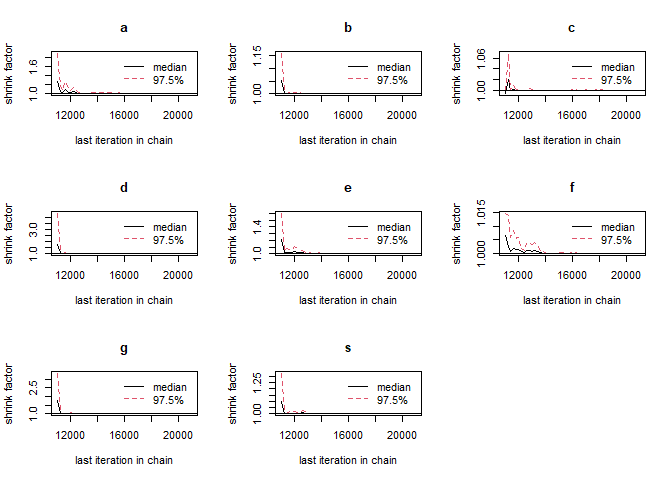 a
shrink factor
1.0 1.6
median
97.5%
12000 16000 20000
last iteration in chain
b
shrink factor
1.00 1.15
median
97.5%
12000 16000 20000
last iteration in chain
c
shrink factor
1.00 1.06
median
97.5%
12000 16000 20000
last iteration in chain
d
shrink factor
1.0 3.0
median
97.5%
12000 16000 20000
last iteration in chain
e
shrink factor
1.0 1.4
median
97.5%
12000 16000 20000
last iteration in chain
f
shrink factor
1.000 1.015
median
97.5%
12000 16000 20000
last iteration in chain
g
shrink factor
1.0 2.5
median
97.5%
12000 16000 20000
last iteration in chain
s
shrink factor
1.00 1.25
median
97.5%
12000 16000 20000
last iteration in chain